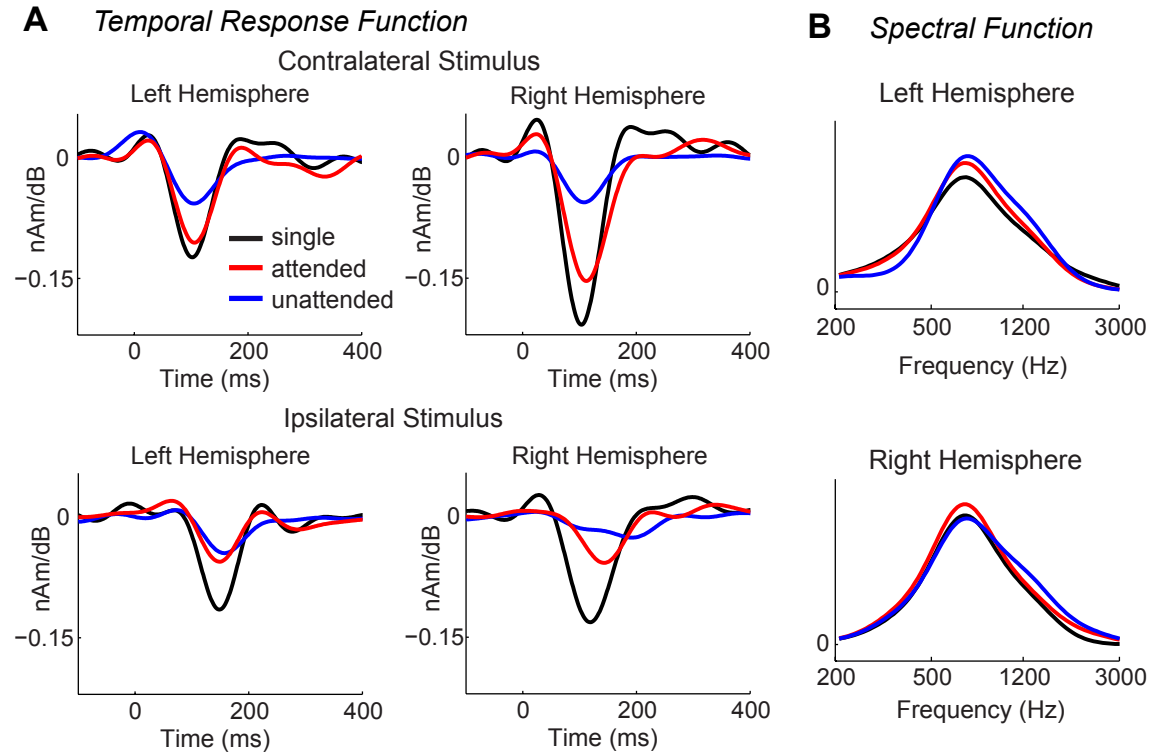 A Temporal Response Function
Contralateral Stimulus
Left Hemisphere
0
−0.15
nAm/dB
single
attended
unattended
0 200 400
Time (ms)
Right Hemisphere
0
−0.15
nAm/dB
0 200 400
Time (ms)
Ipsilateral Stimulus
Left Hemisphere
0
−0.15
nAm/dB
0 200 400
Time (ms)
Right Hemisphere
0
−0.15
nAm/dB
0 200 400
Time (ms)
B Spectral Function
Left Hemisphere
0
200 500 1200 3000
Frequency (Hz)
Right Hemisphere
0
200 500 1200 3000
Frequency (Hz)